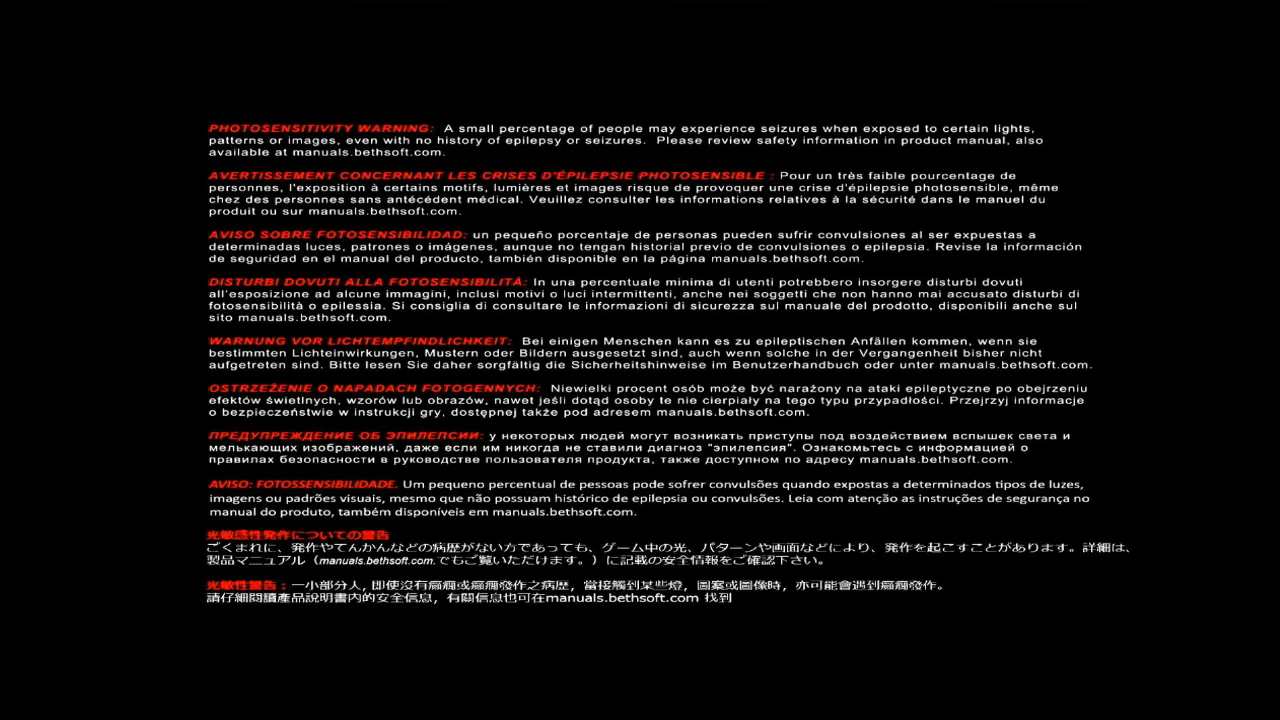 PHOTOSENSITIVITY WARNING: A small percentage of people may experience seizures when exposed to certain lights,
patterns or images, even with no history of epilepsy or seizures. Please review safety information in product manual, also
available at manuals.bethsoft.com.
AVERTISSEMENT CONCERNANT LES CRISES D'ÉPILEPSIE PHOTOSENSIBLE : Pour un très faible pourcentage de
personnes, l'exposition à certains motifs, lumières et images risque de provoquer une crise d'épilepsie photosensible, même
chez des personnes sans antécédent médical. Veuillez consulter les informations relatives à la sécurité dans le manuel du
produit ou sur manuals.bethsoft.com.
AVISO SOBRE FOTOSENSIBILIDAD: un pequeño porcentaje de personas pueden sufrir convulsiones al ser expuestas a
determinadas luces, patrones o imágenes, aunque no tengan historial previo de convulsiones o epilepsia. Revise la información
de seguridad en el manual del producto, también disponible en la página manuals.bethsoft.com.
DISTURBI DOVUTI ALLA FOTOSENSIBILITÀ: In una percentuale minima di utenti potrebbero insorgere disturbi dovuti
all'esposizione ad alcune immagini, inclusi motivi o luci intermittenti, anche nei soggetti che non hanno mai accusato disturbi di
fotosensibilità o epilessia. Si consiglia di consultare le informazioni di sicurezza sul manuale del prodotto, disponibili anche sul
sito manuals.bethsoft.com.
WARNUNG VOR LICHTEMPFINDLICHKEIT: Bei einigen Menschen kann es zu epileptischen Anfällen kommen, wenn sie
bestimmten Lichteinwirkungen, Mustern oder Bildern ausgesetzt sind, auch wenn solche in der Vergangenheit bisher nicht
aufgetreten sind. Bitte lesen Sie daher sorgfältig die Sicherheitshinweise im Benutzerhandbuch oder unter manuals.bethsoft.com.
OSTRZEŻENIE O NAPADACH FOTOGENNYCH: Niewielki procent osób może być narażony na ataki epileptyczne po obejrzeniu
efektów świetlnych, wzorów lub obrazów, nawet jeśli dotąd osoby te nie cierpiały na tego typu przypadłości. Przejrzyj informacje
o bezpieczeństwie w instrukcji gry, dostępnej także pod adresem manuals.bethsoft.com.
ПРЕДУПРЕЖДЕНИЕ ОБ ЭПИЛЕПСИИ: у некоторых людей могут возникать приступы под воздействием вспышек света и
мелькающих изображений, даже если им никогда не ставили диагноз "эпилепсия". Ознакомьтесь с информацией о
правилах безопасности в руководстве пользователя продукта, также доступном по адресу manuals.bethsoft.com.
AVISO: FOTOSSENSIBILIDADE. Um pequeno percentual de pessoas pode sofrer convulsões quando expostas a determinados tipos de luzes,
imagens ou padrões visuais, mesmo que não possuam histórico de epilepsia ou convulsões. Leia com atenção as instruções de segurança no
manual do produto, também disponíveis em manuals.bethsoft.com.
光敏感性発作についての警告
ごくまれに、発作やてんかんなどの病歴がない方であっても、ゲーム中の光、パターンや画面などにより、発作を起こすことがあります。詳細は、
製品マニュアル（manuals.bethsoft.com.でもご覧いただけます。）に記載の安全情報をご確認下さい。
光敏性警告：一小部分人, 即使沒有癲癇或癲癇發作之病歷，當接觸到某些燈，圖案或圖像時，亦可能會遇到癲癇發作。
請仔細閱讀產品說明書內的安全信息，有關信息也可在manuals.bethsoft.com 找到